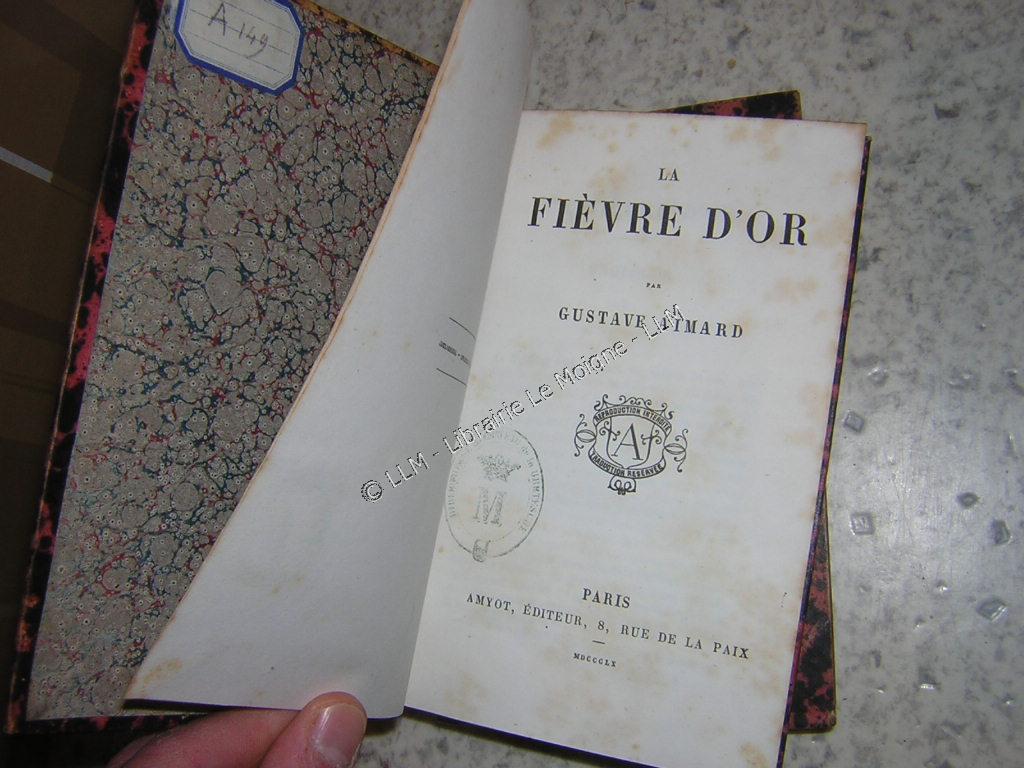 A 149
LA
FIÈVRE D'OR
PAR
GUSTAVE AIMARD
REPRODUCTION INTERDITE
A
TRADUCTION RÉSERVÉE
PARIS
AMYOT, ÉDITEUR, 8, RUE DE LA PAIX
MDCCCLX
© LLM - Librairie Le Moigne - LLM